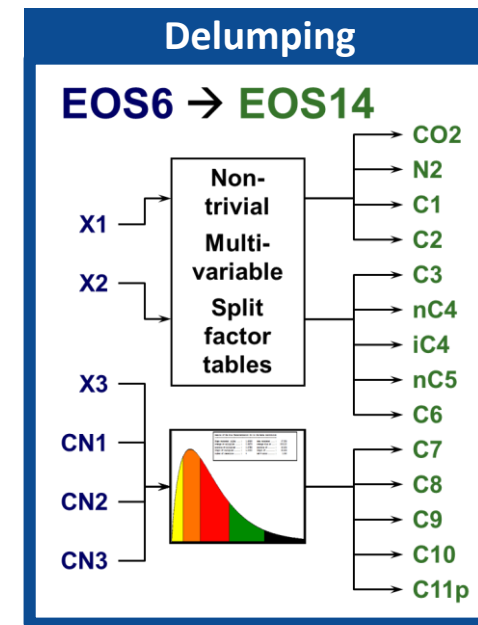 Delumping
EOS6 → EOS14
X1
X2
X3
CN1
CN2
CN3
Non-
trivial
Multi-
variable
Split
factor
tables
CO2
N2
C1
C2
C3
nC4
iC4
nC5
C6
C7
C8
C9
C10
C11p